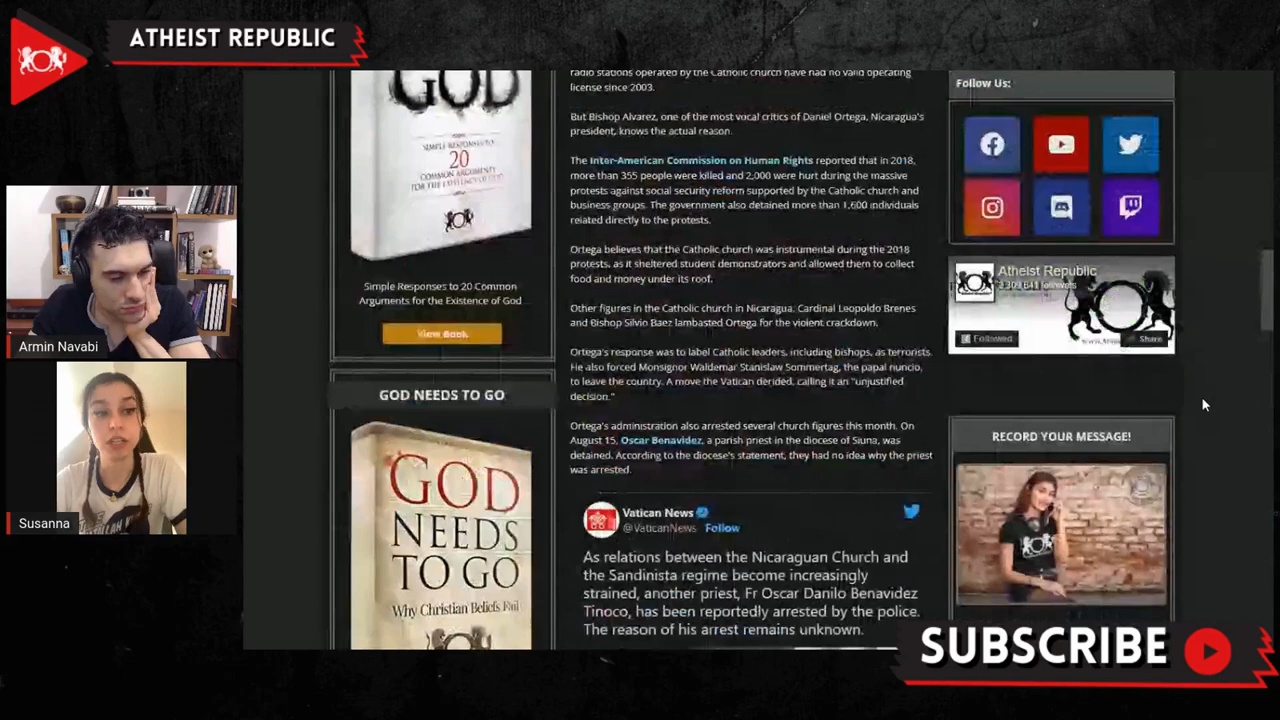 ATHEIST REPUBLIC
Armin Navabi
Susanna
GOD
SIMPLE RESPONSES TO
20
COMMON ARGUMENTS
FOR THE EXISTENCE OF GOD
Simple Responses to 20 Common
Arguments for the Existence of God
View Book
GOD NEEDS TO GO
GOD
NEEDS
TO GO
Why Christian Beliefs Fail
radio stations operated by the Catholic church have had no valid operating
license since 2003.
But Bishop Alvarez, one of the most vocal critics of Daniel Ortega, Nicaragua's
president, knows the actual reason.
The Inter-American Commission on Human Rights reported that in 2018,
more than 355 people were killed and 2,000 were hurt during the massive
protests against social security reform supported by the Catholic church and
business groups. The government also detained more than 1,600 individuals
related directly to the protests.
Ortega believes that the Catholic church was instrumental during the 2018
protests, as it sheltered student demonstrators and allowed them to collect
food and money under its roof.
Other figures in the Catholic church in Nicaragua, Cardinal Leopoldo Brenes
and Bishop Silvio Baez lambasted Ortega for the violent crackdown.
Ortega's response was to label Catholic leaders, including bishops, as terrorists.
He also forced Monsignor Waldemar Stanislaw Sommertag, the papal nuncio,
to leave the country. A move the Vatican derided, calling it an "unjustified
decision."
Ortega's administration also arrested several church figures this month. On
August 15, Oscar Benavidez, a parish priest in the diocese of Siuna, was
detained. According to the diocese's statement, they had no idea why the priest
was arrested.
Vatican News
@VaticanNews Follow
As relations between the Nicaraguan Church and
the Sandinista regime become increasingly
strained, another priest, Fr Oscar Danilo Benavidez
Tinoco, has been reportedly arrested by the police.
The reason of his arrest remains unknown.
Follow Us:
Atheist Republic
followers
Followed
Share
RECORD YOUR MESSAGE!
SUBSCRIBE